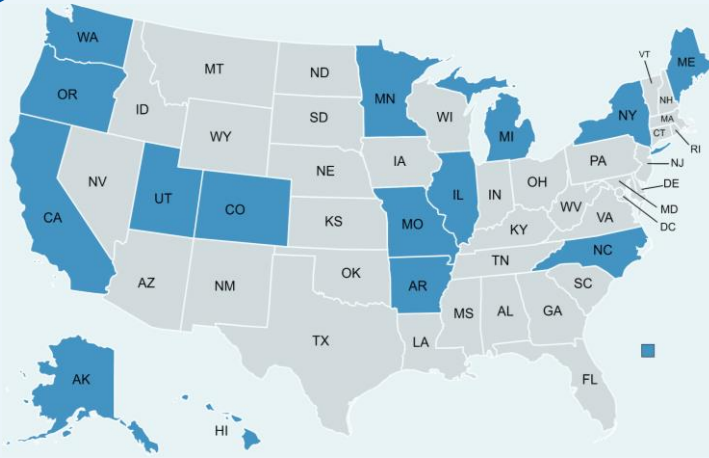 WA
MT
ND
MN
VT
ME
OR
ID
SD
WI
MI
NY
NH
MA
CT
RI
WY
IA
PA
NJ
NV
NE
IL
IN
OH
DE
MD
DC
CA
UT
CO
KS
MO
WV
VA
KY
AZ
NM
OK
AR
TN
NC
SC
TX
LA
MS
AL
GA
FL
AK
HI